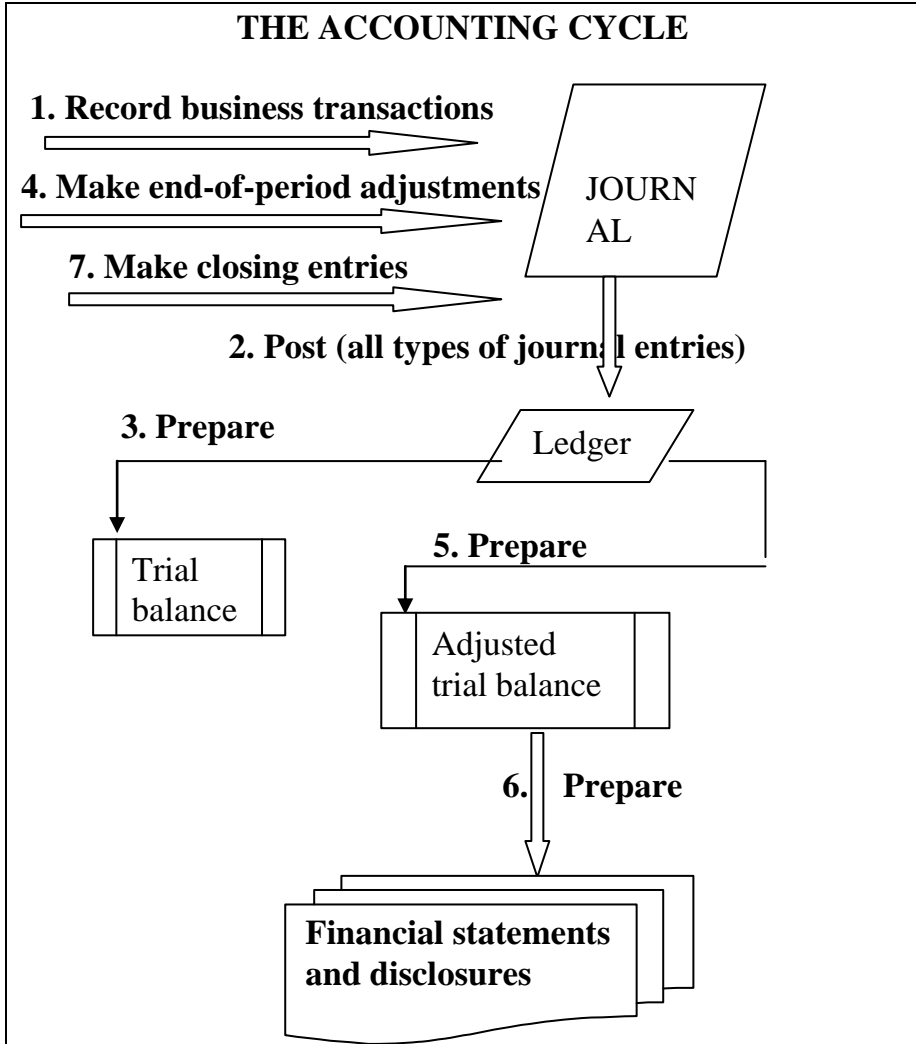 THE ACCOUNTING CYCLE
1. Record business transactions
4. Make end-of-period adjustments
JOURN
AL
7. Make closing entries
2. Post (all types of journal entries)
3. Prepare
Ledger
5. Prepare
Trial
balance
Adjusted
trial balance
6. Prepare
Financial statements
and disclosures